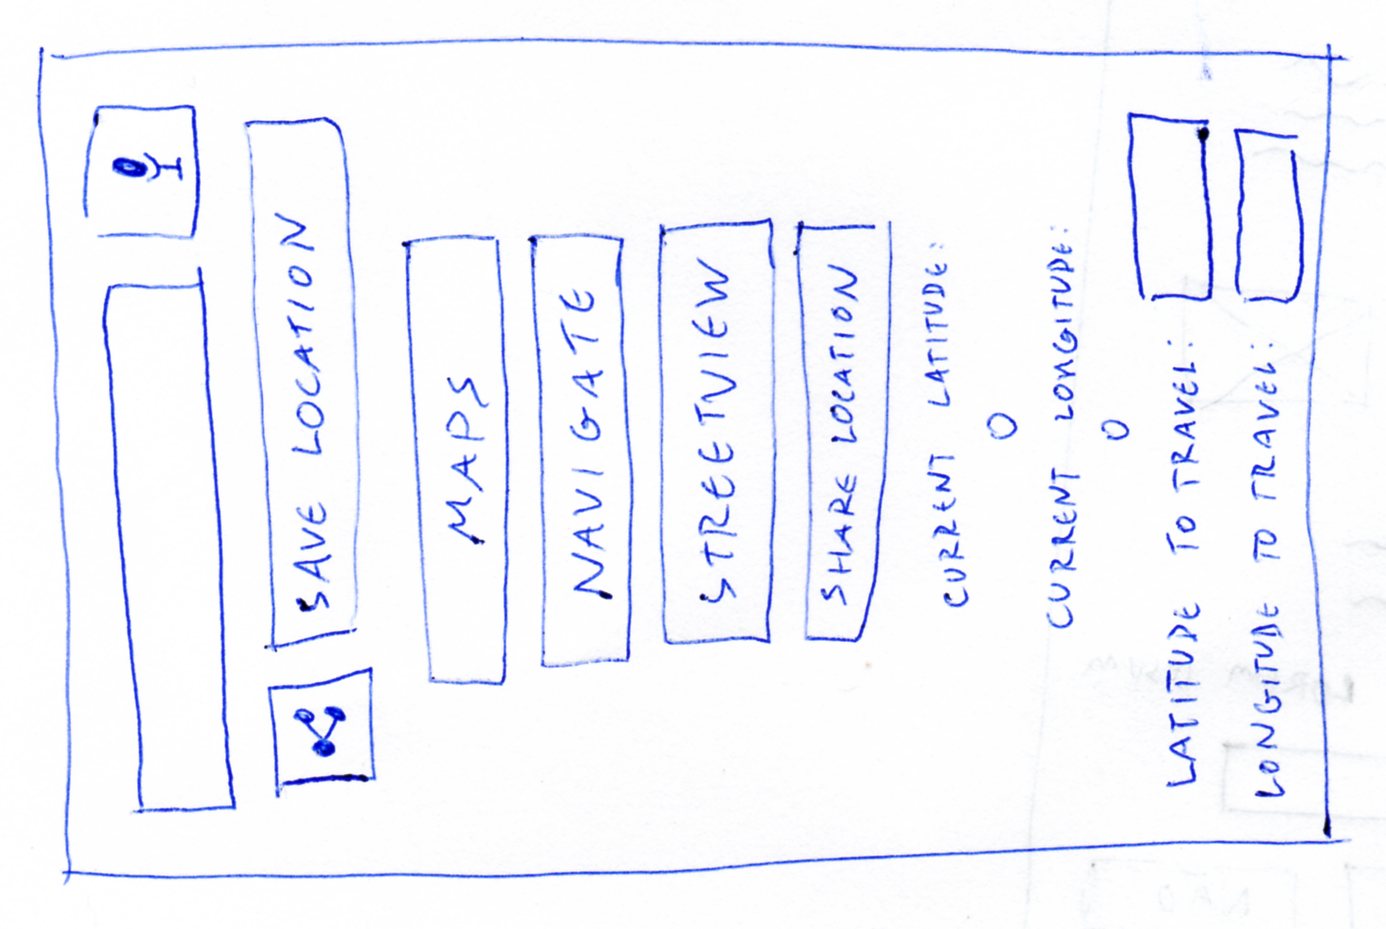 SAVE LOCATION
MAPS
NAVIGATE
STREETVIEW
SHARE LOCATION
CURRENT LATITUDE:
0
CURRENT LONGITUDE:
0
LATITUDE TO TRAVEL:
LONGITUDE TO TRAVEL: